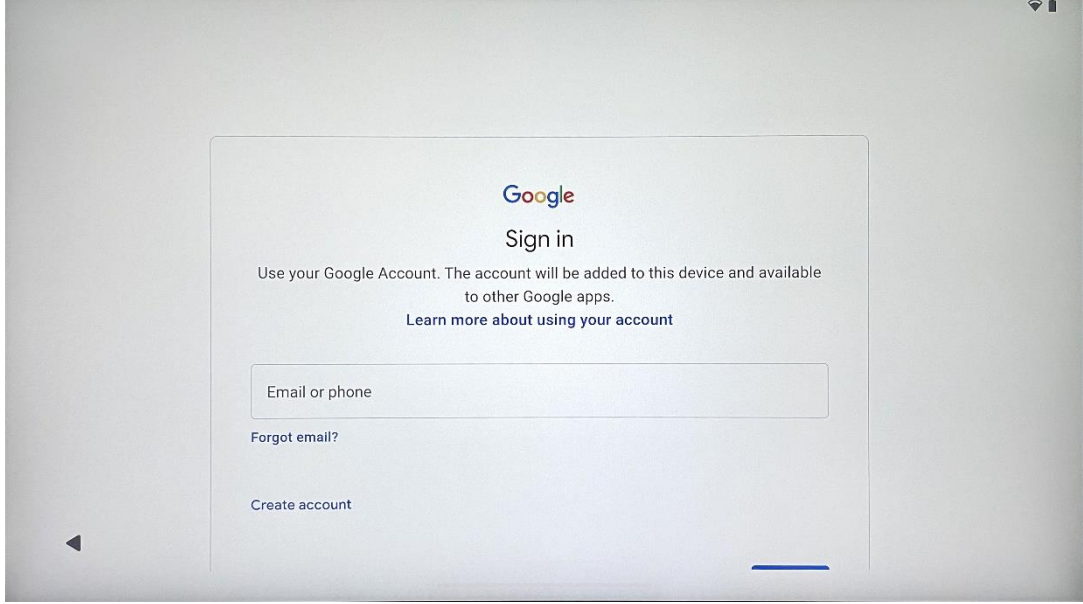 Google
Sign in
Use your Google Account. The account will be added to this device and available
to other Google apps.
Learn more about using your account
Email or phone
Forgot email?
Create account